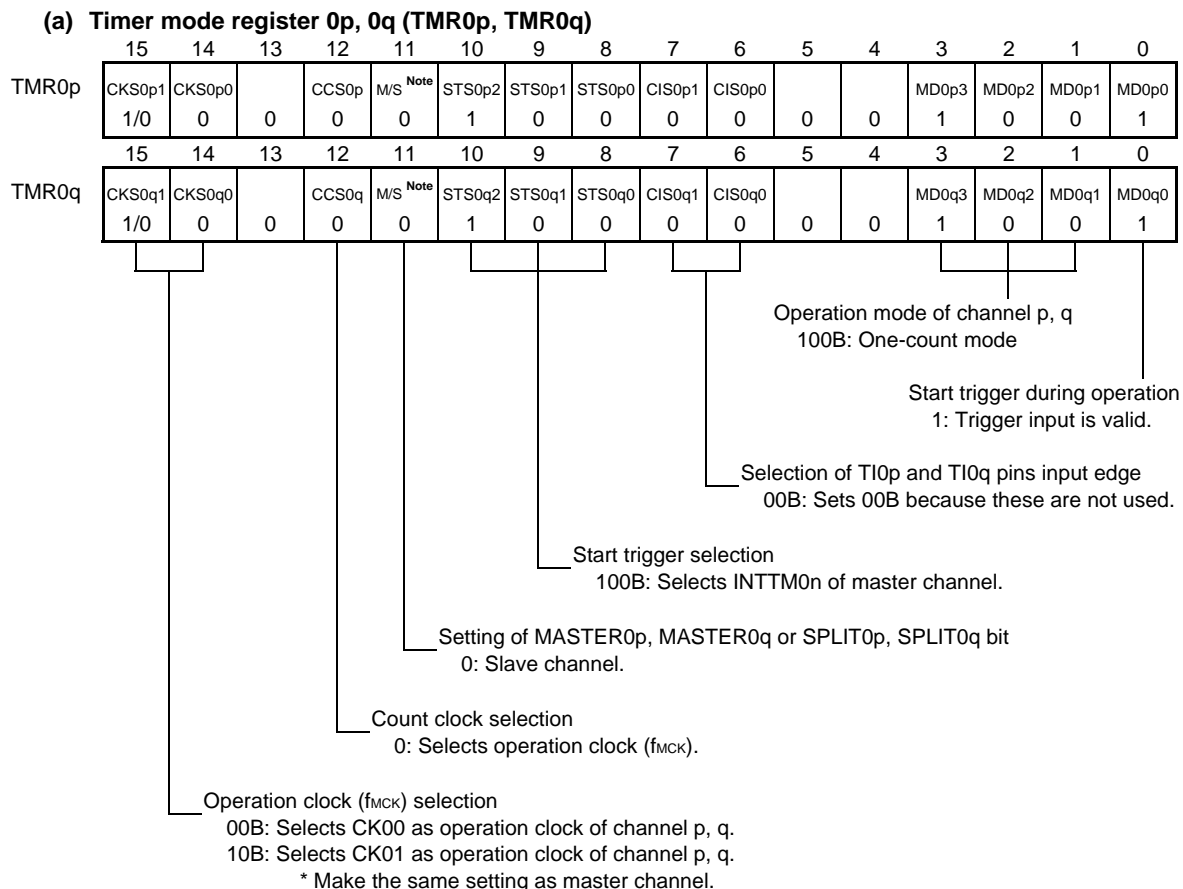 (a) Timer mode register 0p, 0q (TMR0p, TMR0q)
15 14 13 12 11 10 9 8 7 6 5 4 3 2 1 0
TMR0p CKS0p1 CKS0p0 CCS0p M/S Note STS0p2 STS0p1 STS0p0 CIS0p1 CIS0p0 MD0p3 MD0p2 MD0p1 MD0p0
1/0 0 0 0 0 1 0 0 0 0 0 0 1 0 0 1
15 14 13 12 11 10 9 8 7 6 5 4 3 2 1 0
TMR0q CKS0q1 CKS0q0 CCS0q M/S Note STS0q2 STS0q1 STS0q0 CIS0q1 CIS0q0 MD0q3 MD0q2 MD0q1 MD0q0
1/0 0 0 0 0 1 0 0 0 0 0 0 1 0 0 1
Operation mode of channel p, q
100B: One-count mode
Start trigger during operation
1: Trigger input is valid.
Selection of TI0p and TI0q pins input edge
00B: Sets 00B because these are not used.
Start trigger selection
100B: Selects INTTM0n of master channel.
Setting of MASTER0p, MASTER0q or SPLIT0p, SPLIT0q bit
0: Slave channel.
Count clock selection
0: Selects operation clock (fMCK).
Operation clock (fMCK) selection
00B: Selects CK00 as operation clock of channel p, q.
10B: Selects CK01 as operation clock of channel p, q.
* Make the same setting as master channel.